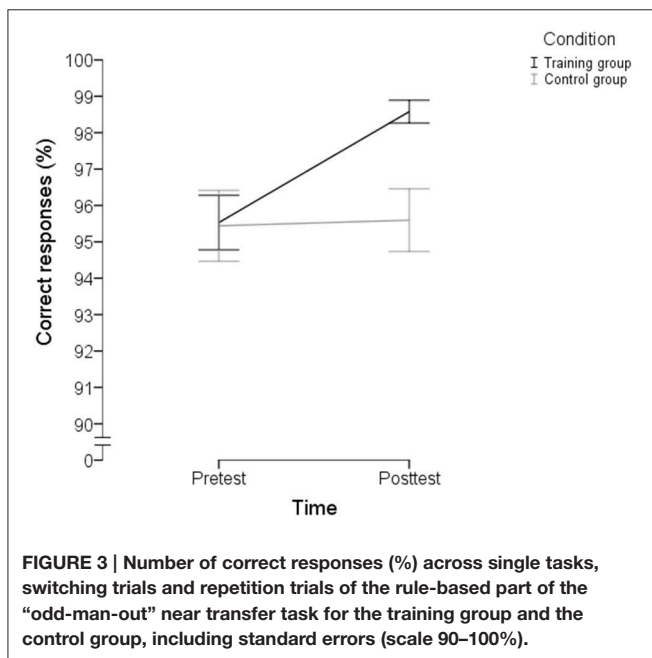 Condition
Training group
Control group
100
99
98
97
96
95
94
93
92
91
90
0
Correct responses (%)
Pretest
Posttest
Time
FIGURE 3 | Number of correct responses (%) across single tasks,
switching trials and repetition trials of the rule-based part of the
“odd-man-out” near transfer task for the training group and the
control group, including standard errors (scale 90–100%).